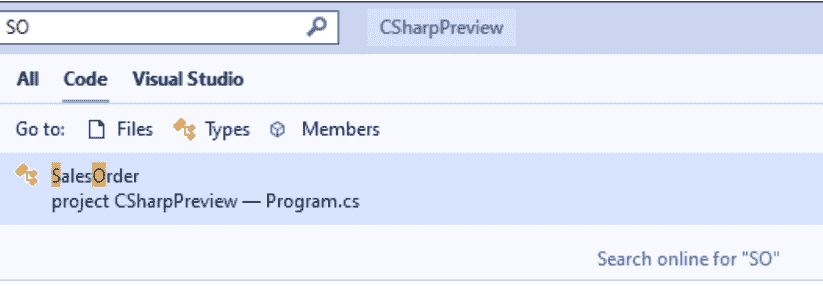 SO CSharpPreview
All Code Visual Studio
Go to: Files Types Members
SalesOrder
project CSharpPreview — Program.cs
Search online for "SO"